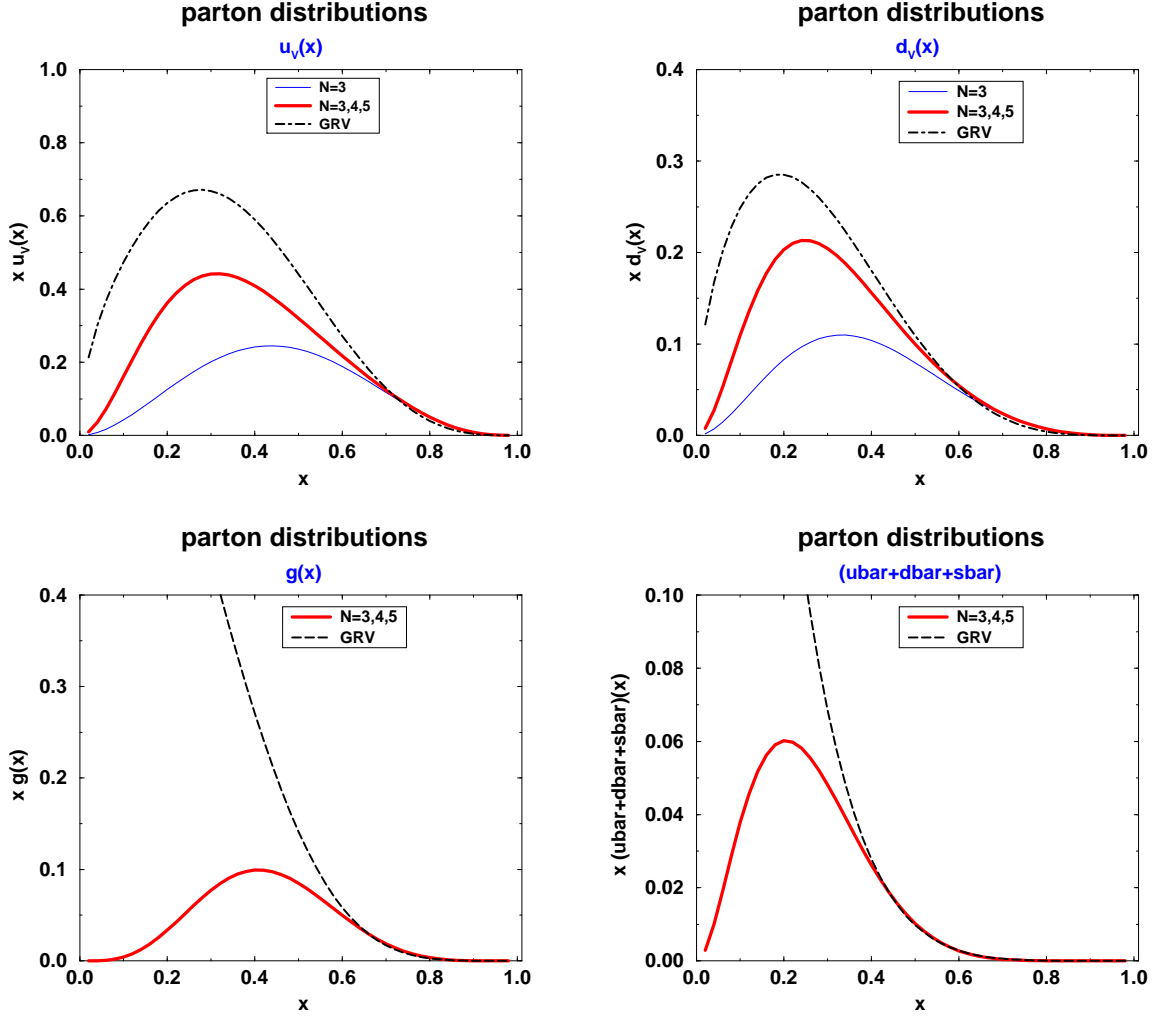 parton distributions
u_V(x)
1.0
0.8
0.6
0.4
0.2
0.0
x u_V(x)
N=3
N=3,4,5
GRV
0.0 0.2 0.4 0.6 0.8 1.0
x
parton distributions
d_V(x)
0.4
0.3
0.2
0.1
0.0
x d_V(x)
N=3
N=3,4,5
GRV
0.0 0.2 0.4 0.6 0.8 1.0
x
parton distributions
g(x)
0.4
0.3
0.2
0.1
0.0
x g(x)
N=3,4,5
GRV
0.0 0.2 0.4 0.6 0.8 1.0
x
parton distributions
(ubar+dbar+sbar)
0.10
0.08
0.06
0.04
0.02
0.00
x (ubar+dbar+sbar)(x)
N=3,4,5
GRV
0.0 0.2 0.4 0.6 0.8 1.0
x